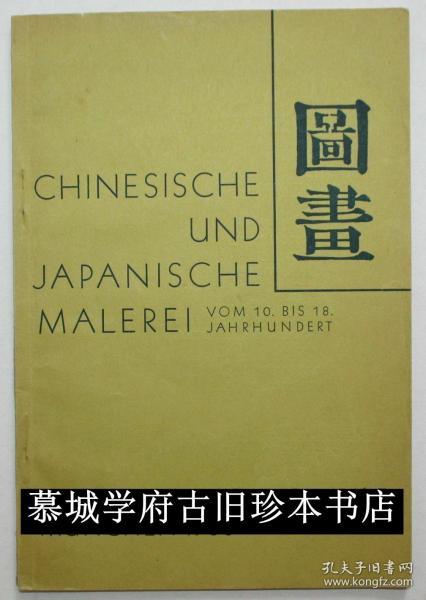 圖畫
CHINESISCHE
UND
JAPANISCHE
MALEREI VOM 10. BIS 18.
JAHRHUNDERT
慕城学府古旧珍本书店
孔夫子旧书网
www.kongfz.com